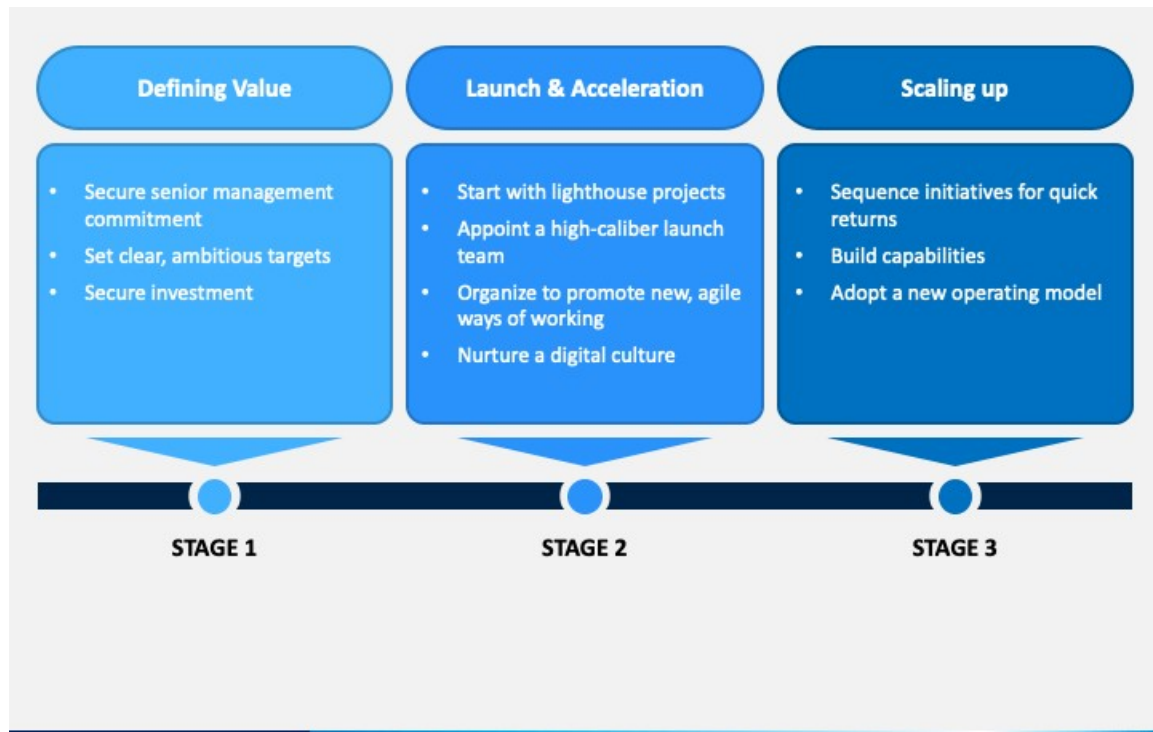 Defining Value
• Secure senior management
commitment
• Set clear, ambitious targets
• Secure investment
Launch & Acceleration
• Start with lighthouse projects
• Appoint a high-caliber launch
team
• Organize to promote new, agile
ways of working
• Nurture a digital culture
Scaling up
• Sequence initiatives for quick
returns
• Build capabilities
• Adopt a new operating model
STAGE 1
STAGE 2
STAGE 3